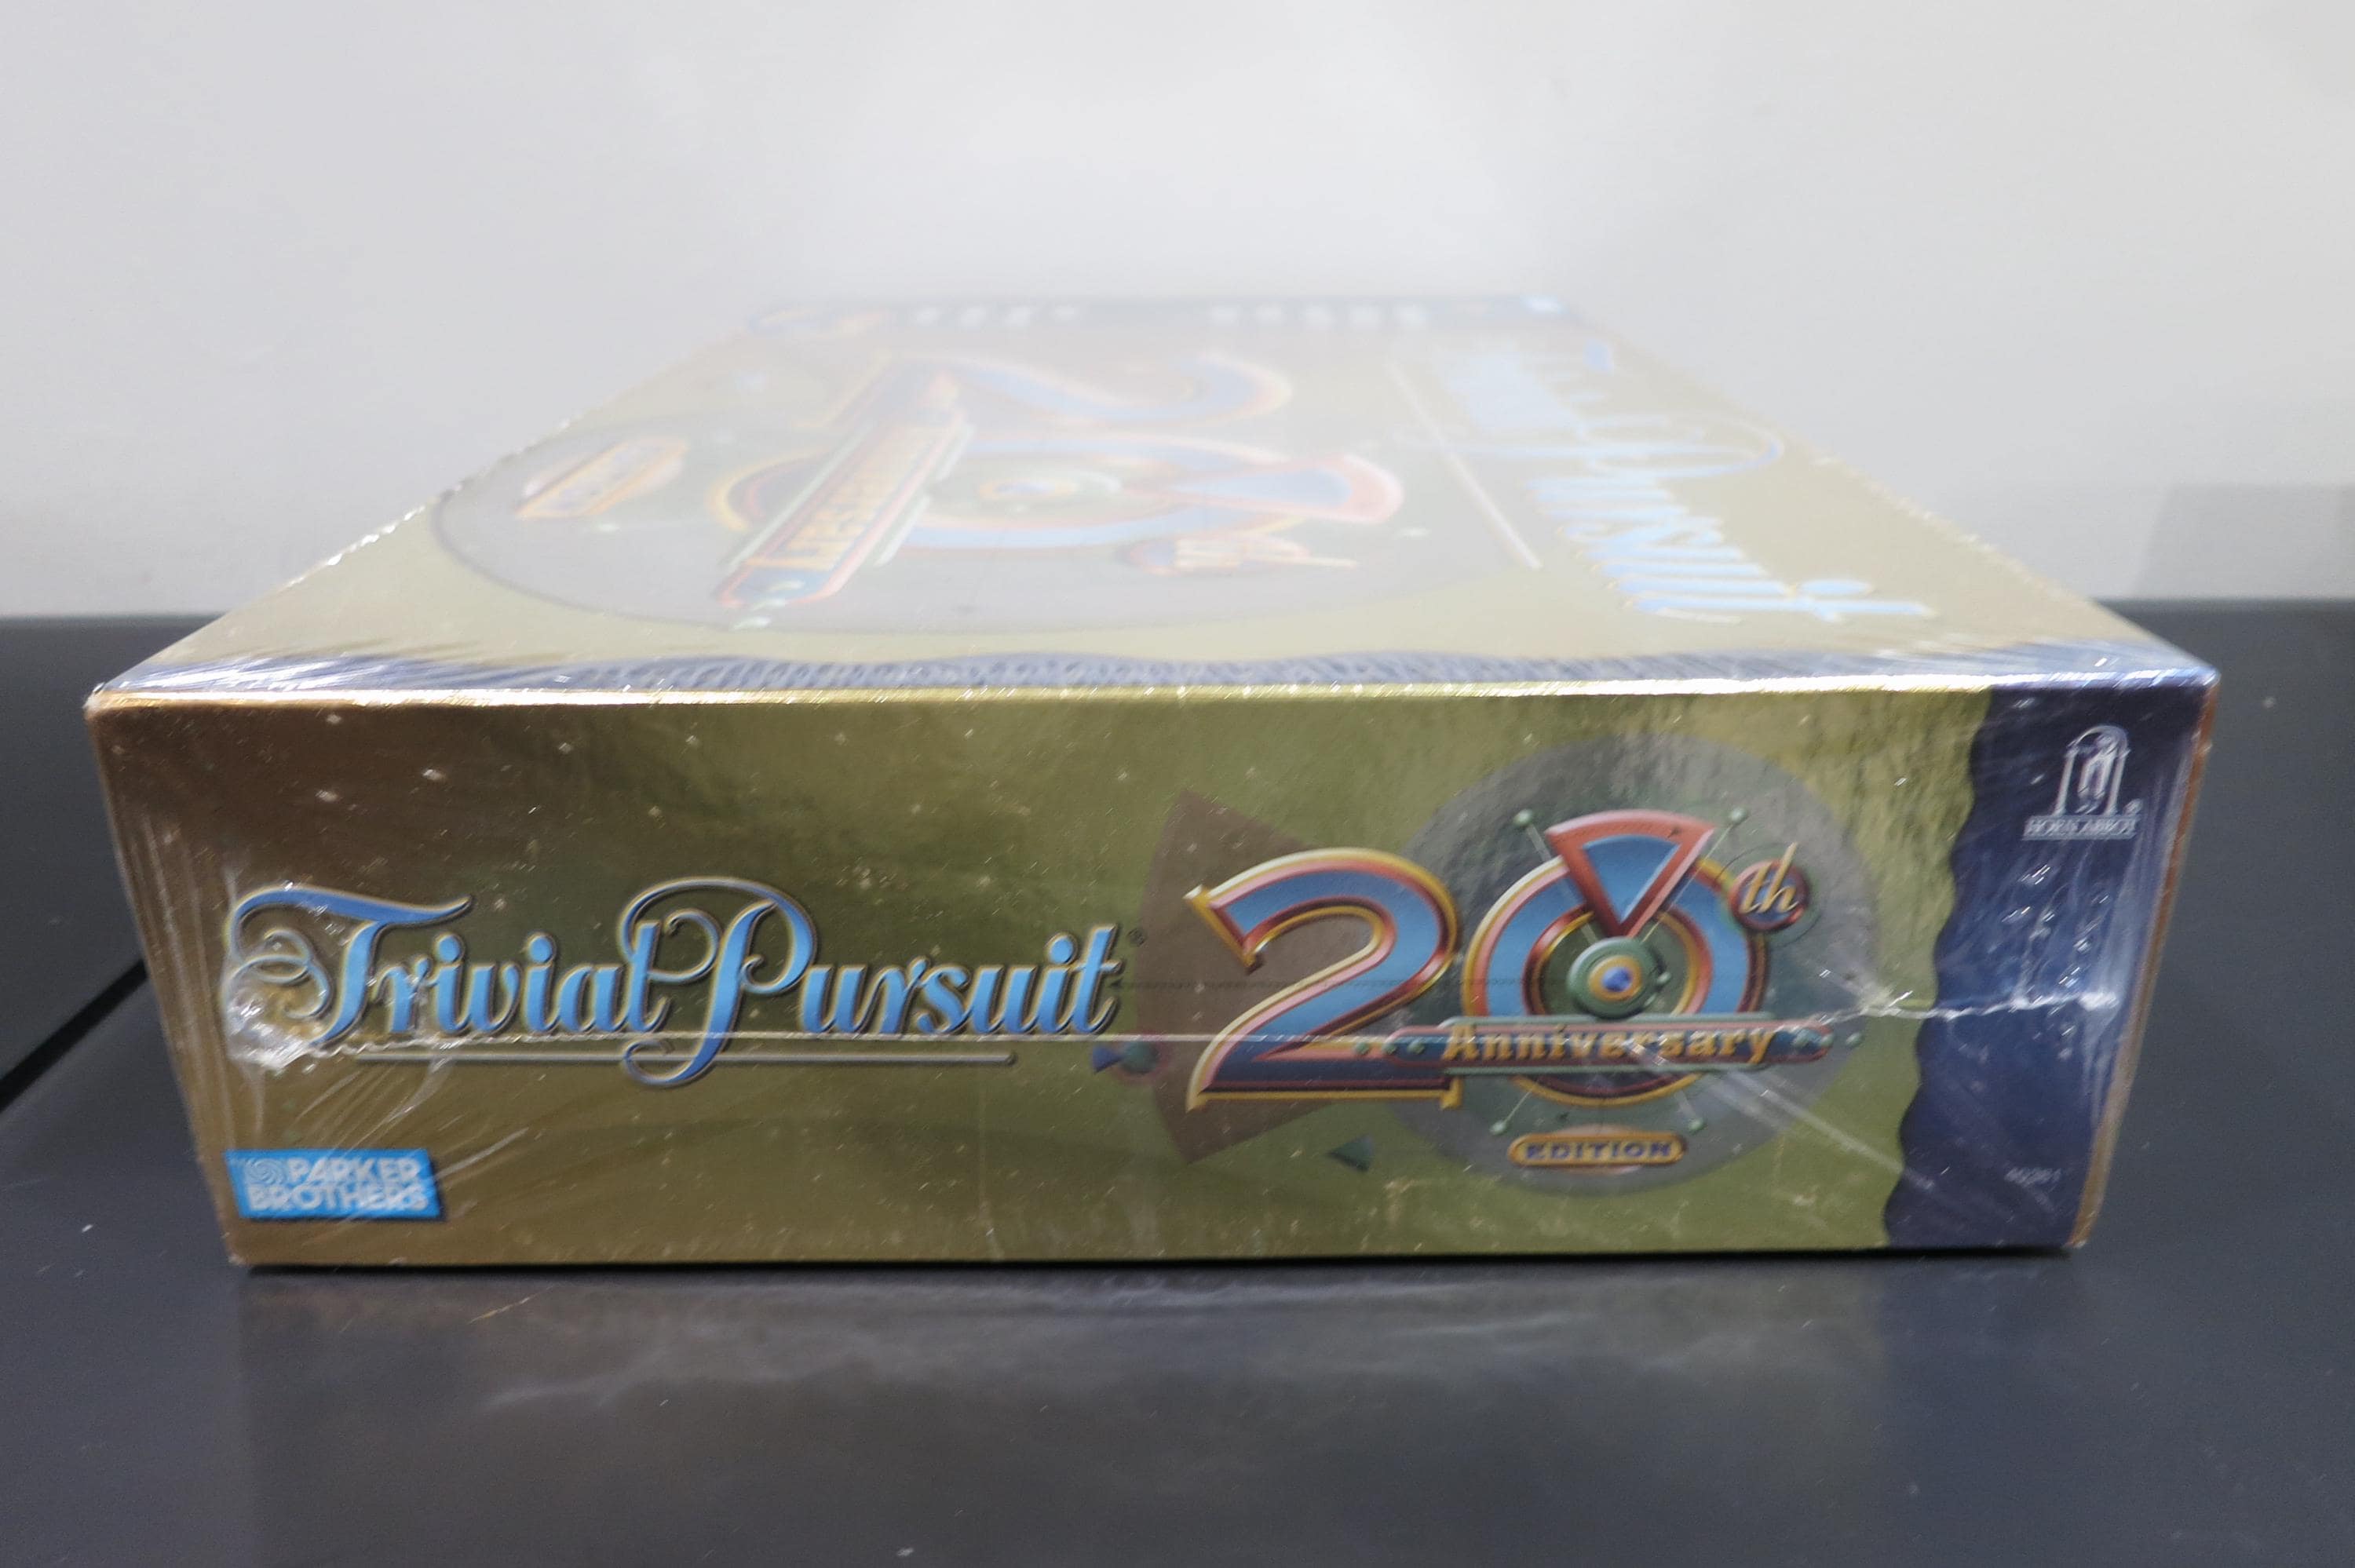 Trivial Pursuit®
20th
Anniversary
EDITION
PARKER
BROTHERS
HORN ABBOT
®